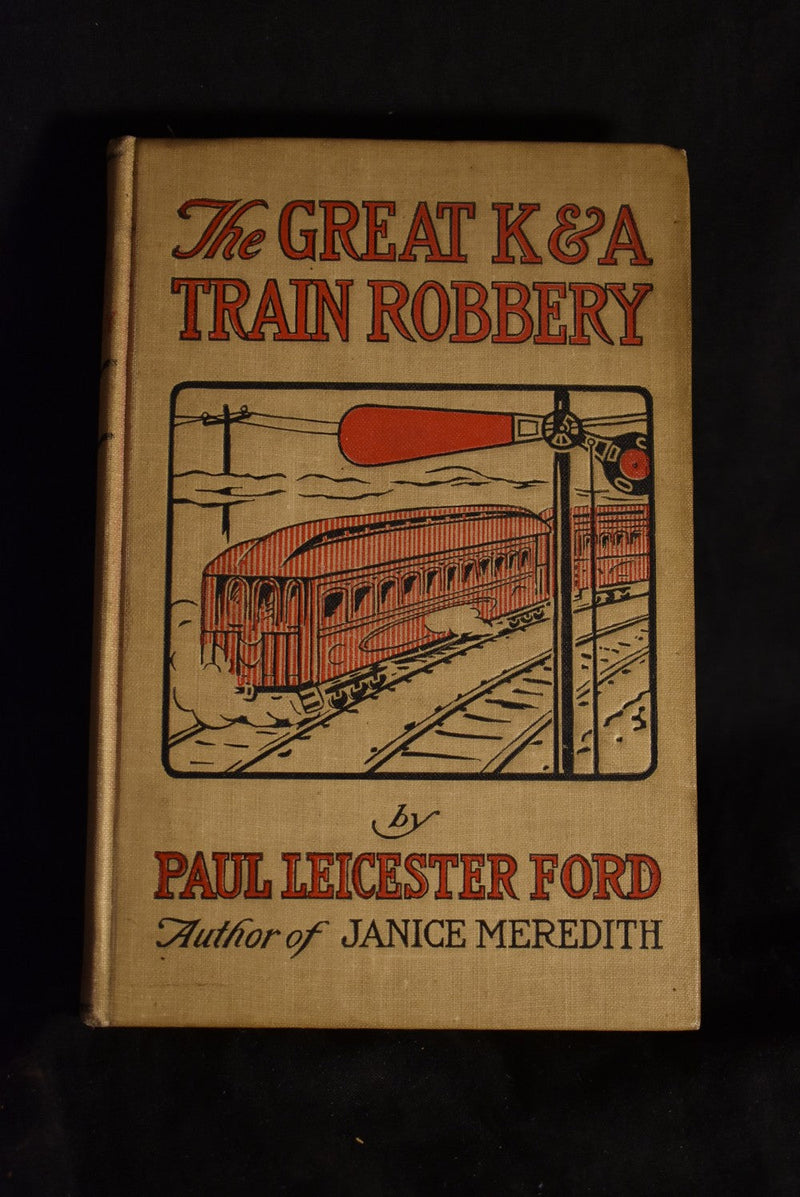 The GREAT K & A
TRAIN ROBBERY
by
PAUL LEICESTER FORD
Author of JANICE MEREDITH